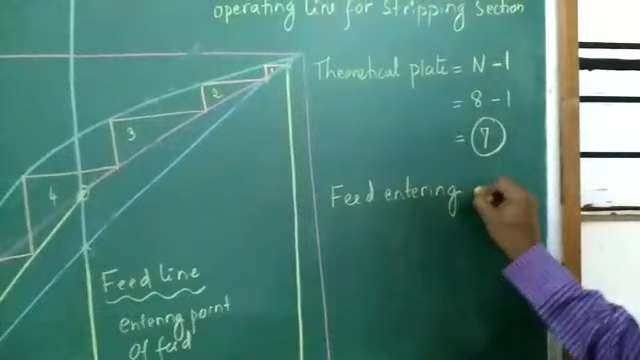 operating line for stripping section
Theoretical plate = N - 1
= 8 - 1
= 7
Feed entering
1
2
3
4
Feed line
entering point
of feed